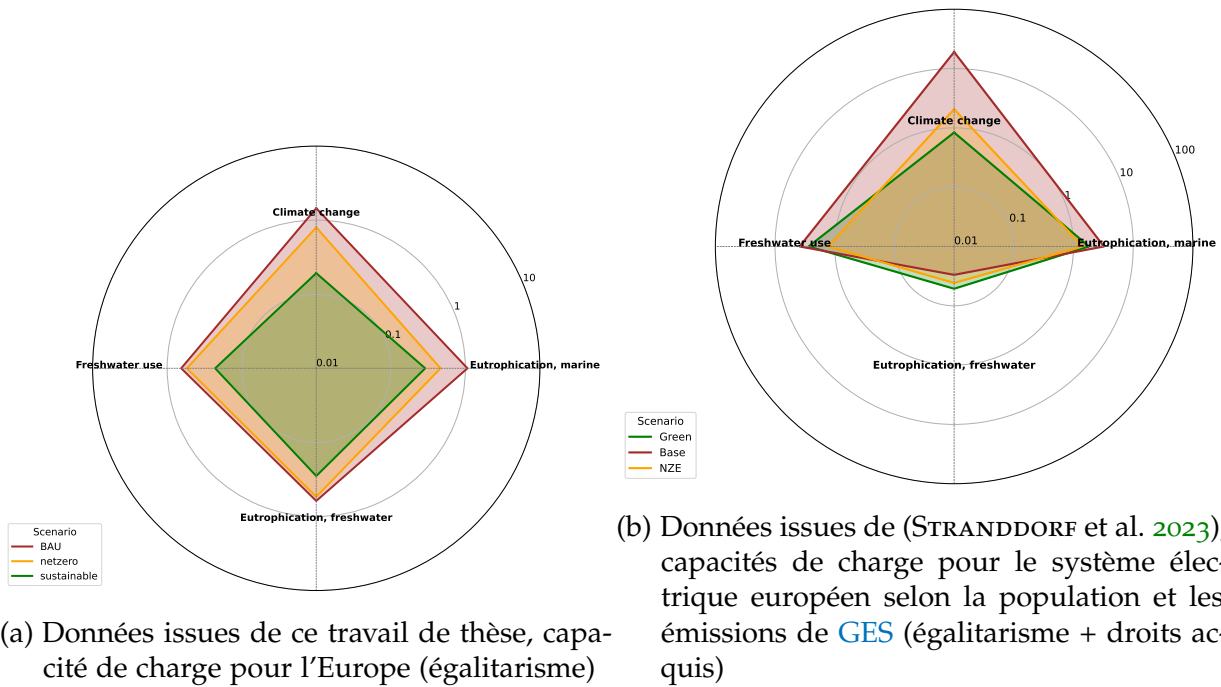 Climate change
Freshwater use
Eutrophication, marine
Eutrophication, freshwater
0.01
0.1
1
10
Scenario
BAU
netzero
sustainable
(a) Données issues de ce travail de thèse, capa-
cité de charge pour l'Europe (égalitarisme)
Climate change
Freshwater use
Eutrophication, marine
Eutrophication, freshwater
0.01
0.1
1
10
100
Scenario
Green
Base
NZE
(b) Données issues de (STRANDDORF et al. 2023),
capacités de charge pour le système élec-
trique européen selon la population et les
émissions de GES (égalitarisme + droits ac-
quis)